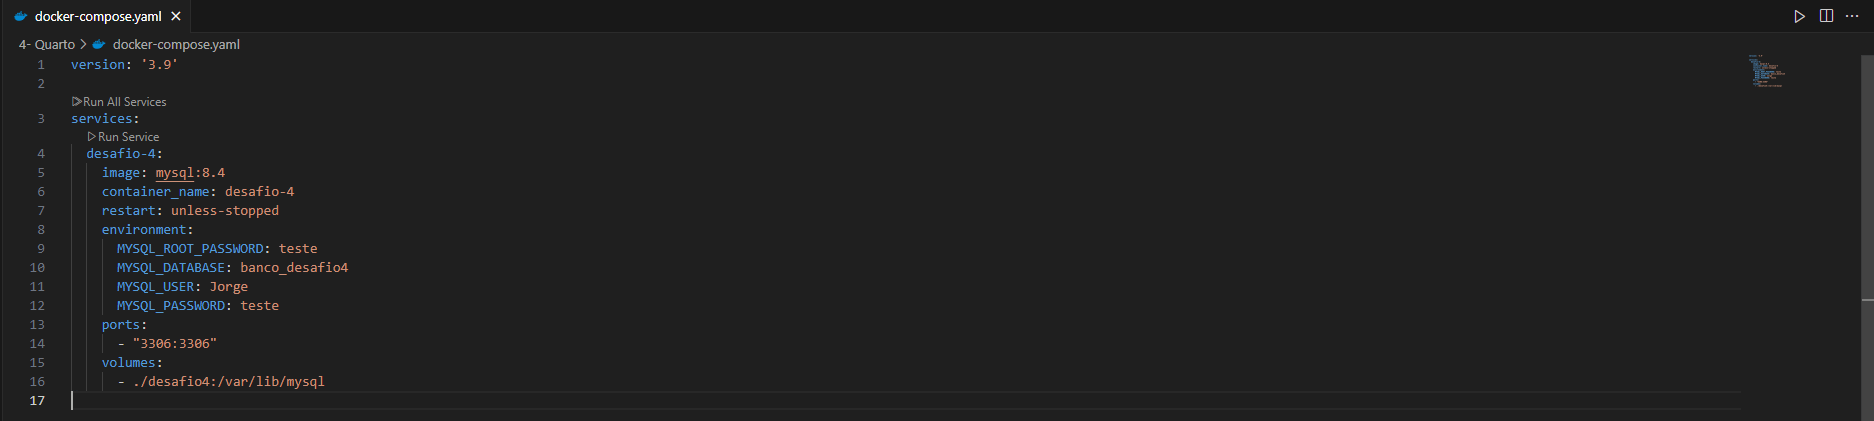 docker-compose.yaml
4- Quarto > docker-compose.yaml
1 version: '3.9'
2
Run All Services
3 services:
Run Service
4 desafio-4:
5 image: mysql:8.4
6 container_name: desafio-4
7 restart: unless-stopped
8 environment:
9 MYSQL_ROOT_PASSWORD: teste
10 MYSQL_DATABASE: banco_desafio4
11 MYSQL_USER: Jorge
12 MYSQL_PASSWORD: teste
13 ports:
14 - "3306:3306"
15 volumes:
16 - ./desafio4:/var/lib/mysql
17